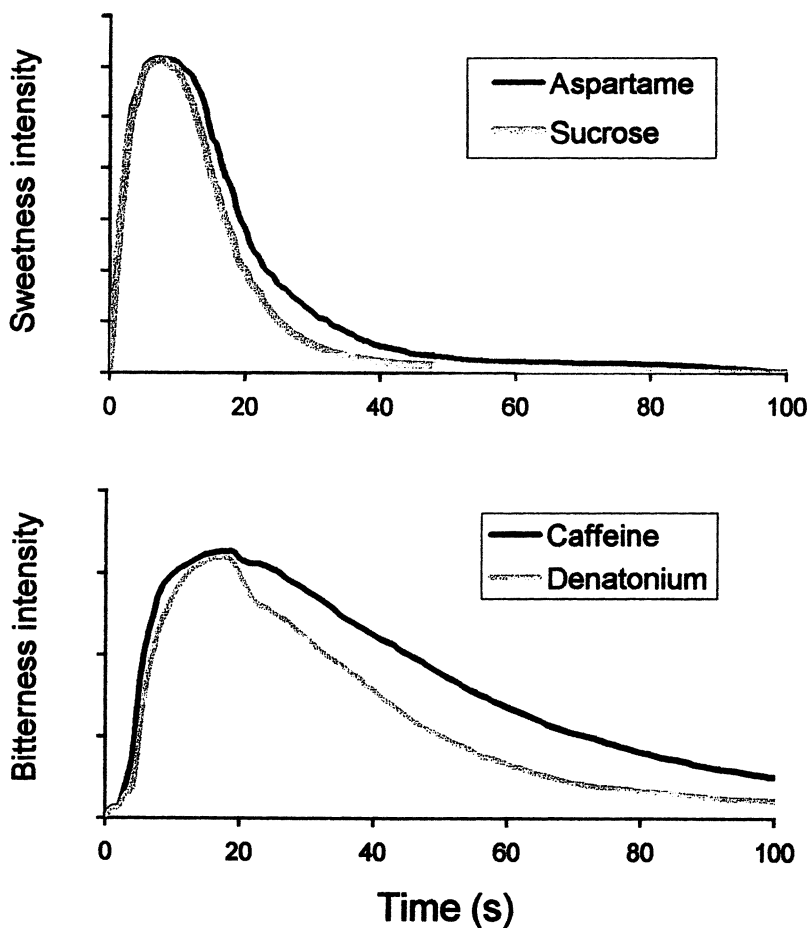 Sweetness intensity
Aspartame
Sucrose
0 20 40 60 80 100
Bitterness intensity
Caffeine
Denatonium
0 20 40 60 80 100
Time (s)